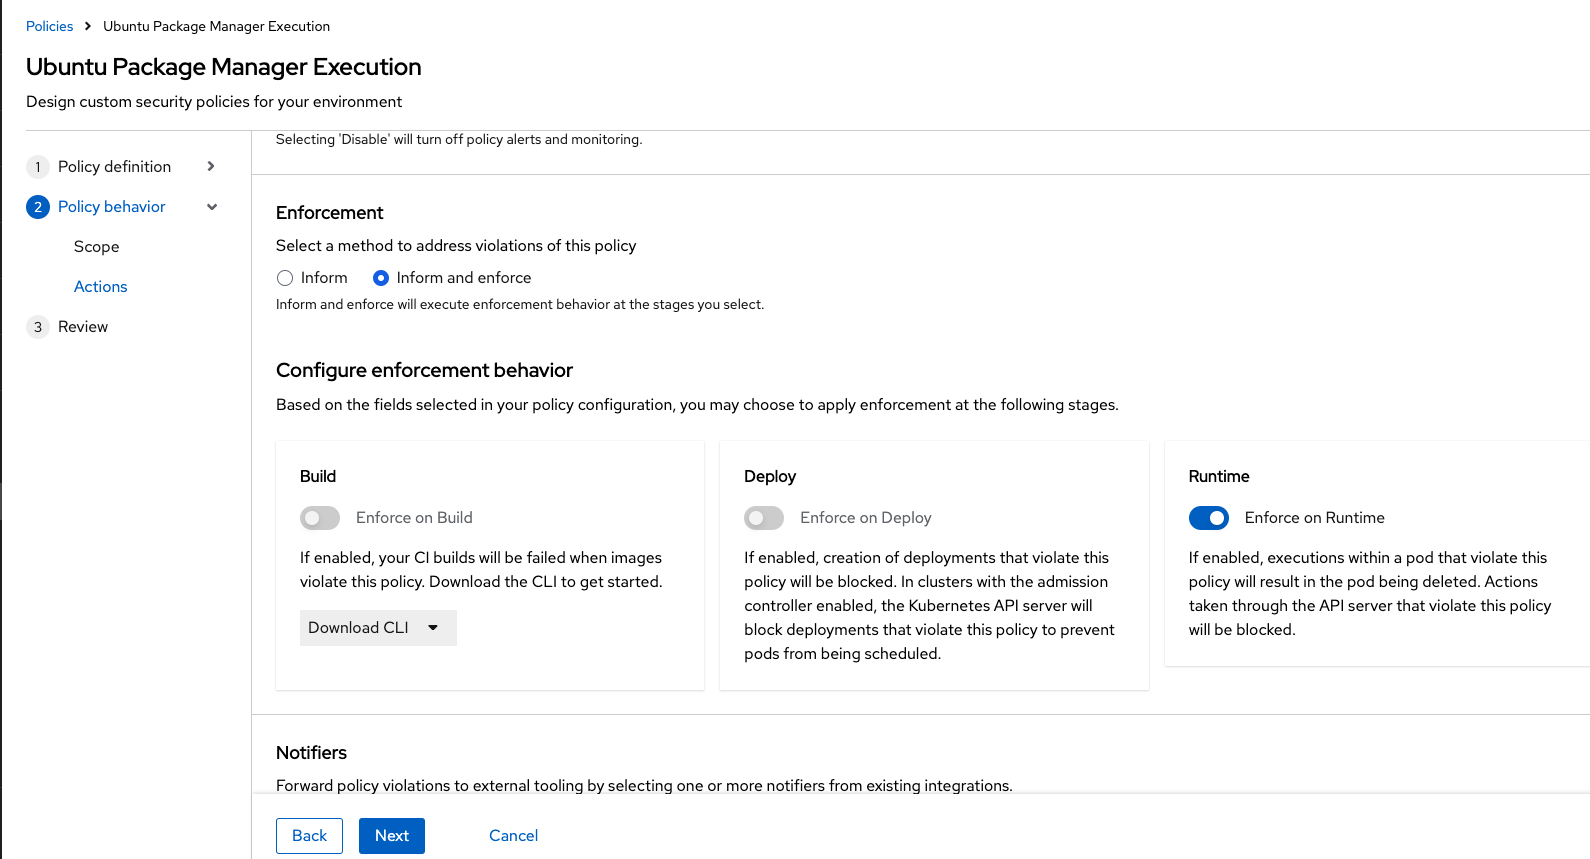 Policies > Ubuntu Package Manager Execution
Ubuntu Package Manager Execution
Design custom security policies for your environment
1 Policy definition
2 Policy behavior
Scope
Actions
3 Review
Selecting 'Disable' will turn off policy alerts and monitoring.
Enforcement
Select a method to address violations of this policy
Inform Inform and enforce
Inform and enforce will execute enforcement behavior at the stages you select.
Configure enforcement behavior
Based on the fields selected in your policy configuration, you may choose to apply enforcement at the following stages.
Build
Enforce on Build
If enabled, your CI builds will be failed when images
violate this policy. Download the CLI to get started.
Download CLI
Deploy
Enforce on Deploy
If enabled, creation of deployments that violate this
policy will be blocked. In clusters with the admission
controller enabled, the Kubernetes API server will
block deployments that violate this policy to prevent
pods from being scheduled.
Runtime
Enforce on Runtime
If enabled, executions within a pod that violate this
policy will result in the pod being deleted. Actions
taken through the API server that violate this policy
will be blocked.
Notifiers
Forward policy violations to external tooling by selecting one or more notifiers from existing integrations.
Back Next Cancel